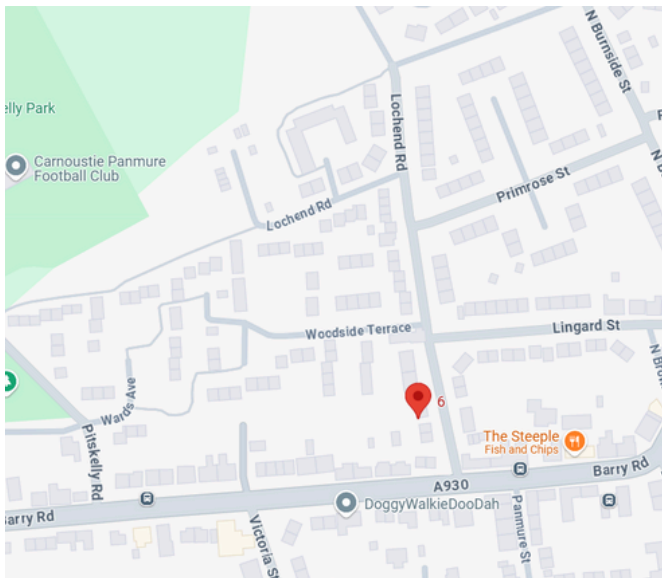 N Burnside St
elly Park
Lochend Rd
Carnoustie Panmure
Football Club
Primrose St
Lochend Rd
Woodside Terrace
Lingard St
N Bro
Wards Ave
6
The Steeple
Fish and Chips
Pitskelly Rd
A930
Barry Rd
DoggyWalkieDooDah
Barry Rd
Victoria St
Panmure St